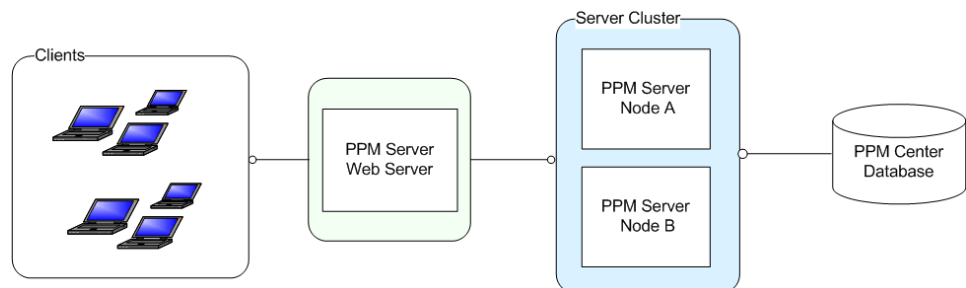 Clients
PPM Server
Web Server
Server Cluster
PPM Server
Node A
PPM Server
Node B
PPM Center
Database